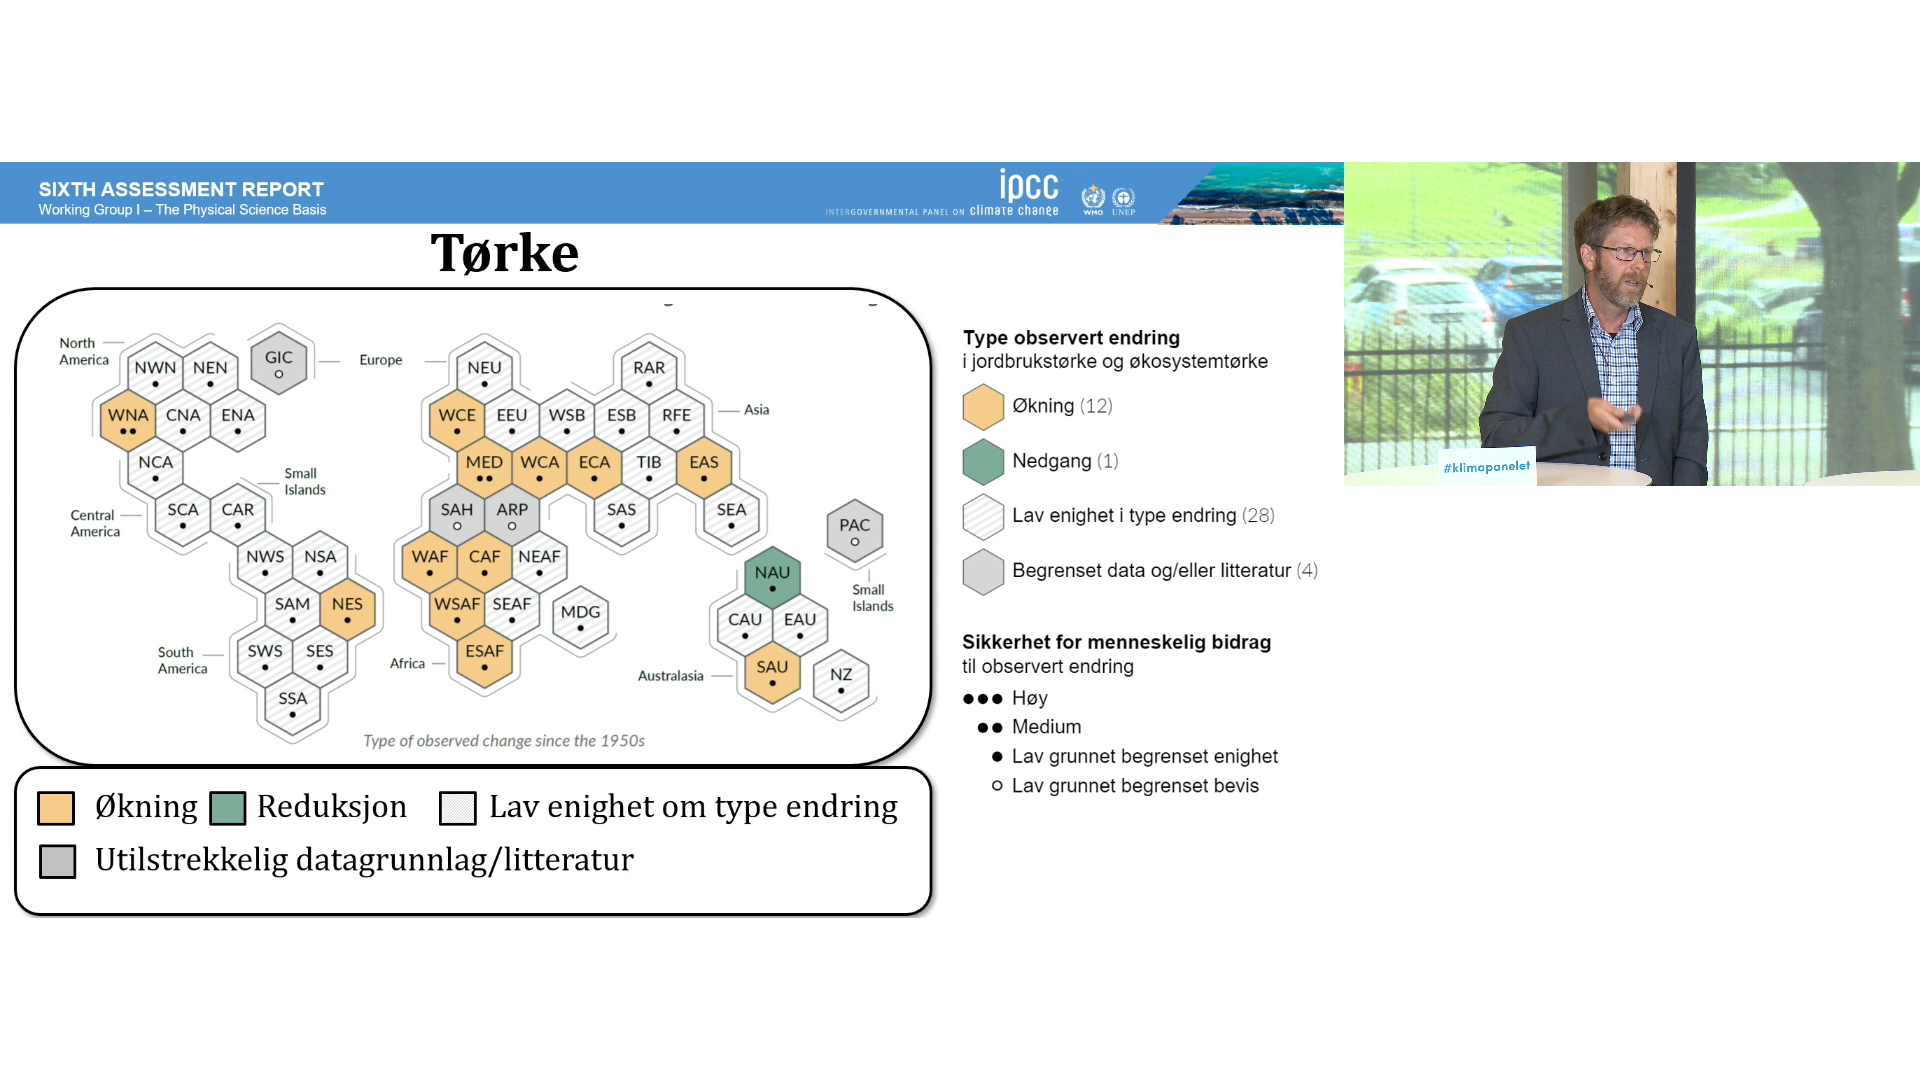 SIXTH ASSESSMENT REPORT
Working Group I – The Physical Science Basis
ipcc
INTERGOVERNMENTAL PANEL ON climate change
WMO
UNEP
Tørke
North
America
NWN
NEN
GIC
Europe
NEU
RAR
WNA
CNA
ENA
WCE
EEU
WSB
ESB
RFE
Asia
NCA
MED
WCA
ECA
TIB
EAS
Small
Islands
Central
America
SCA
CAR
SAH
ARP
SAS
SEA
PAC
Small
Islands
NWS
NSA
WAF
CAF
NEAF
NAU
SAM
NES
WSAF
SEAF
MDG
CAU
EAU
South
America
SWS
SES
Africa
ESAF
Australasia
SAU
NZ
SSA
Type of observed change since the 1950s
Økning
Reduksjon
Lav enighet om type endring
Utilstrekkelig datagrunnlag/litteratur
Type observert endring
i jordbrukstørke og økosystemtørke
Økning (12)
Nedgang (1)
Lav enighet i type endring (28)
Begrenset data og/eller litteratur (4)
Sikkerhet for menneskelig bidrag
til observert endring
Høy
Medium
Lav grunnet begrenset enighet
Lav grunnet begrenset bevis
#klimapanelet